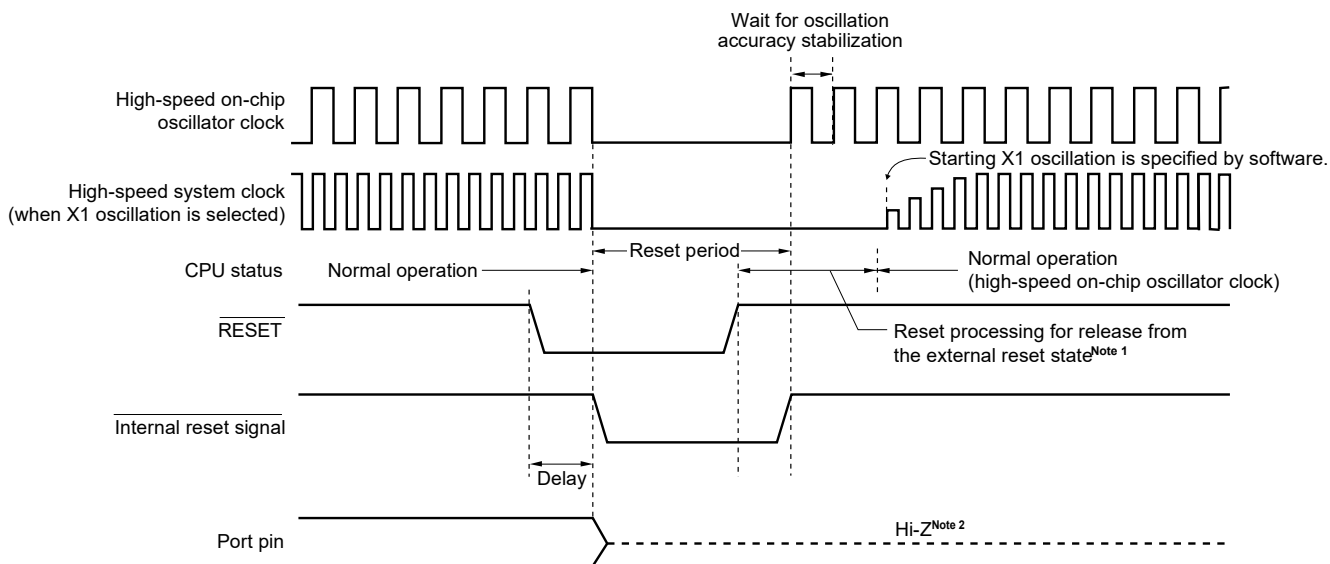 Wait for oscillation
accuracy stabilization
High-speed on-chip
oscillator clock
Starting X1 oscillation is specified by software.
High-speed system clock
(when X1 oscillation is selected)
Reset period
CPU status
Normal operation
Normal operation
(high-speed on-chip oscillator clock)
RESET
Reset processing for release from
the external reset state Note 1
Internal reset signal
Delay
Port pin
Hi-Z Note 2